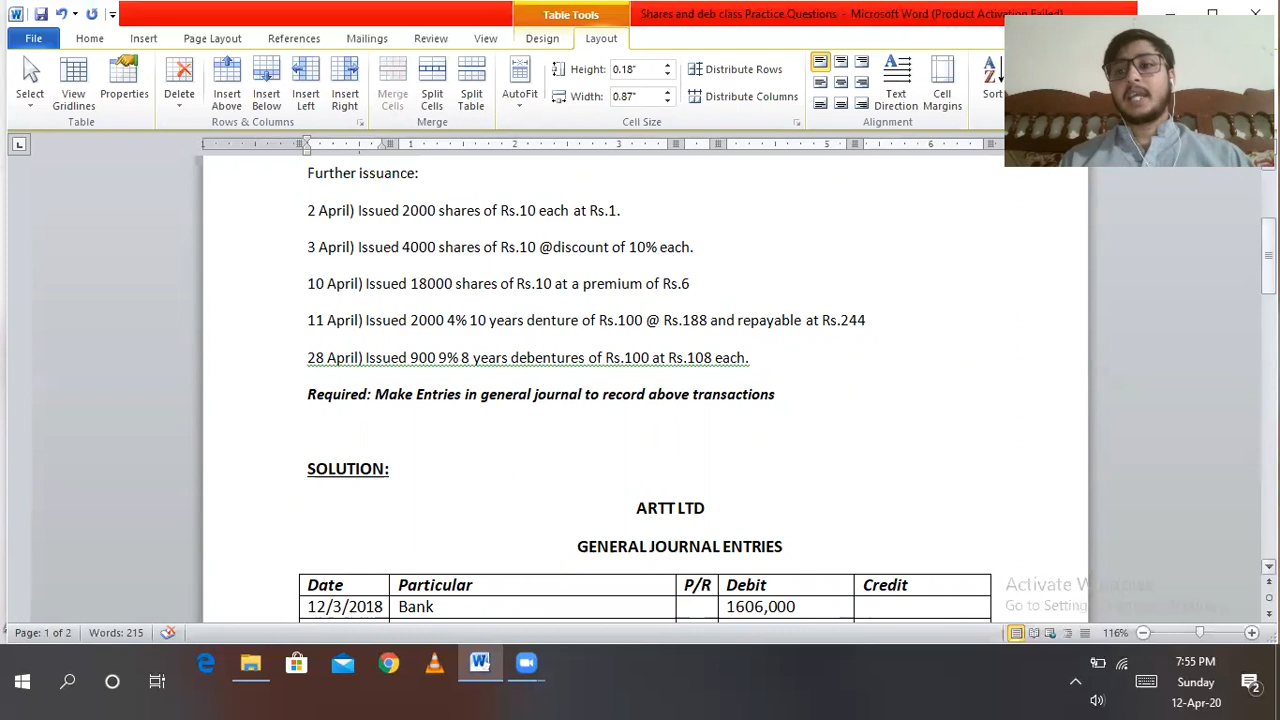 Shares and deb class Practice Questions - Microsoft Word (Product Activation Failed)
Table Tools
File Home Insert Page Layout References Mailings Review View Design Layout
Select
View Gridlines
Properties
Delete
Insert Above
Insert Below
Insert Left
Insert Right
Merge Cells
Split Cells
Split Table
AutoFit
Height: 0.18"
Width: 0.87"
Distribute Rows
Distribute Columns
Text Direction
Cell Margins
Sort
Table Rows & Columns Merge Cell Size Alignment
1 1 2 3 4 5 6
Further issuance:
2 April) Issued 2000 shares of Rs.10 each at Rs.1.
3 April) Issued 4000 shares of Rs.10 @discount of 10% each.
10 April) Issued 18000 shares of Rs.10 at a premium of Rs.6
11 April) Issued 2000 4% 10 years denture of Rs.100 @ Rs.188 and repayable at Rs.244
28 April) Issued 900 9% 8 years debentures of Rs.100 at Rs.108 each.
Required: Make Entries in general journal to record above transactions
SOLUTION:
ARTT LTD
GENERAL JOURNAL ENTRIES
Date Particular P/R Debit Credit
12/3/2018 Bank 1606,000
Activate Windows
Go to Settings
Page: 1 of 2 Words: 215 116%
7:55 PM
Sunday
12-Apr-20
2